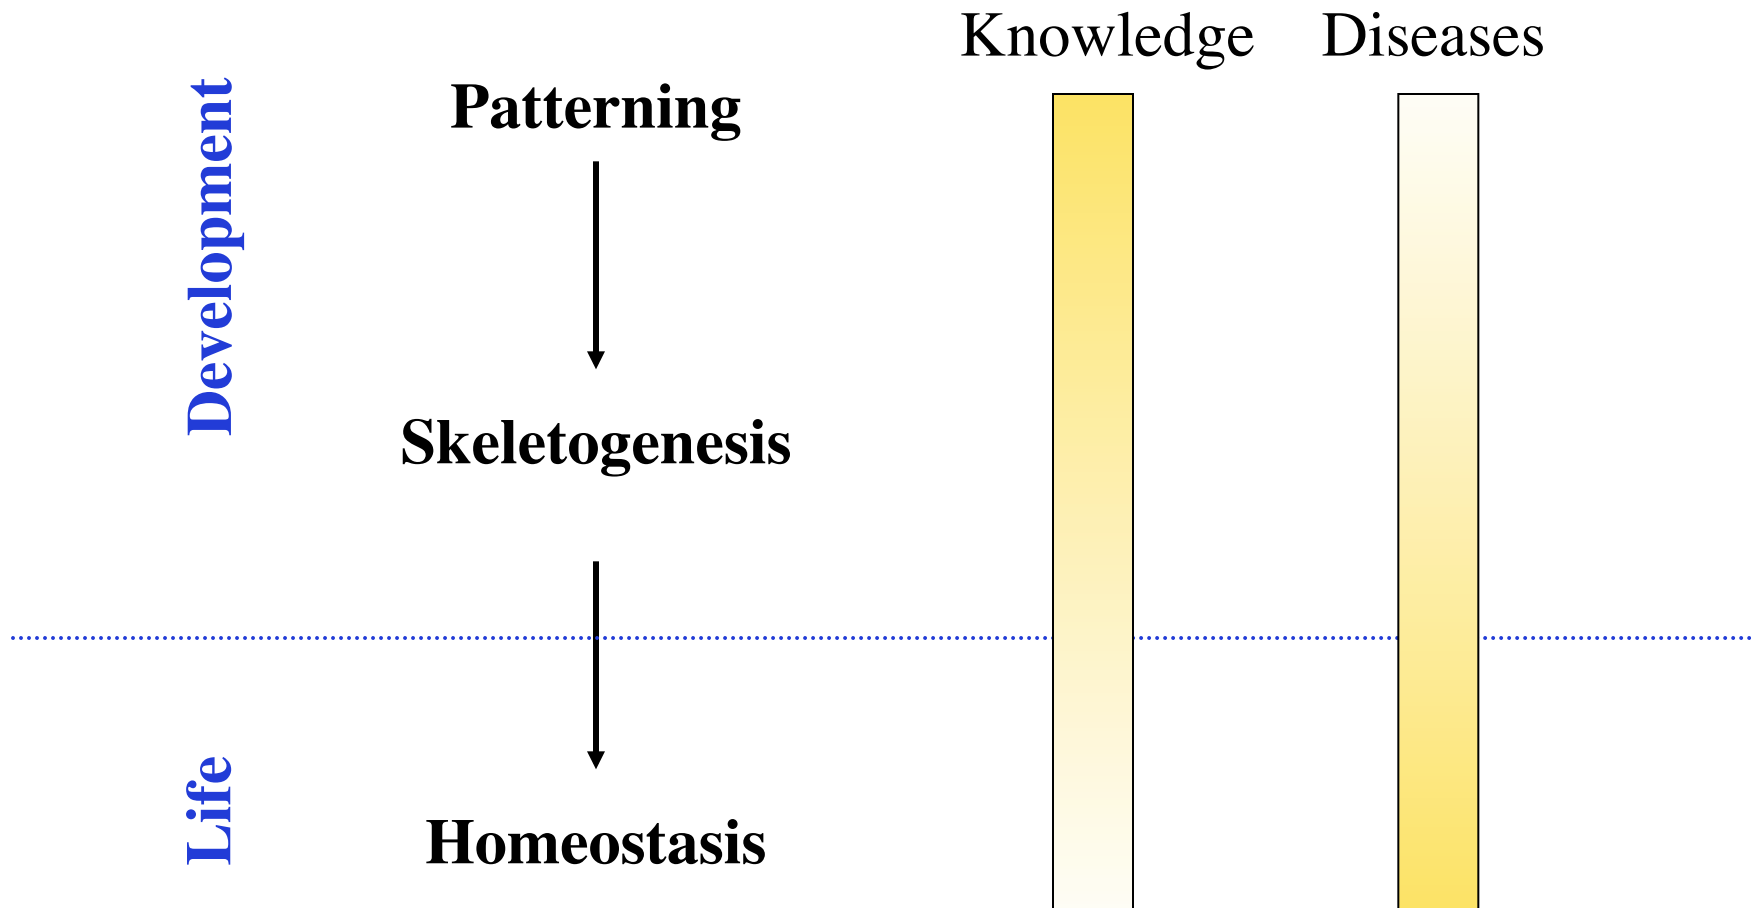 Knowledge
Diseases
Development
Patterning
Skeletogenesis
Life
Homeostasis